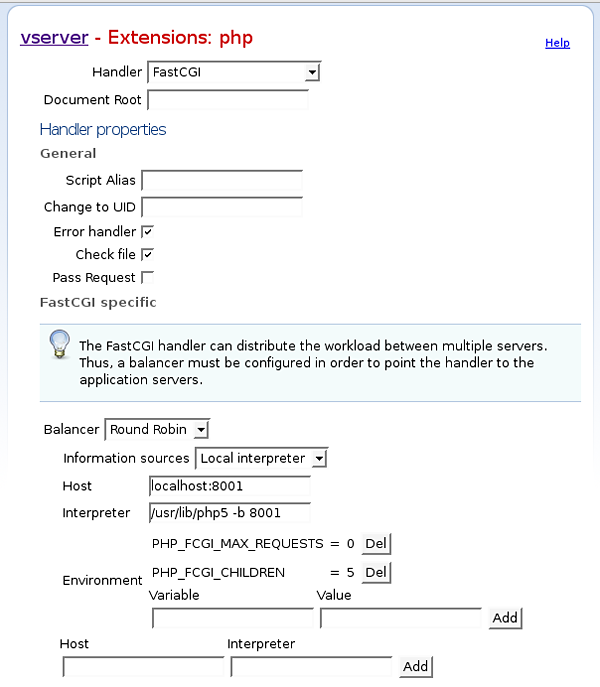 vserver - Extensions: php
Help
Handler FastCGI
Document Root
Handler properties
General
Script Alias
Change to UID
Error handler
Check file
Pass Request
FastCGI specific
The FastCGI handler can distribute the workload between multiple servers.
Thus, a balancer must be configured in order to point the handler to the
application servers.
Balancer Round Robin
Information sources Local interpreter
Host localhost:8001
Interpreter /usr/lib/php5 -b 8001
PHP_FCGI_MAX_REQUESTS = 0 Del
Environment PHP_FCGI_CHILDREN = 5 Del
Variable Value
Add
Host Interpreter
Add